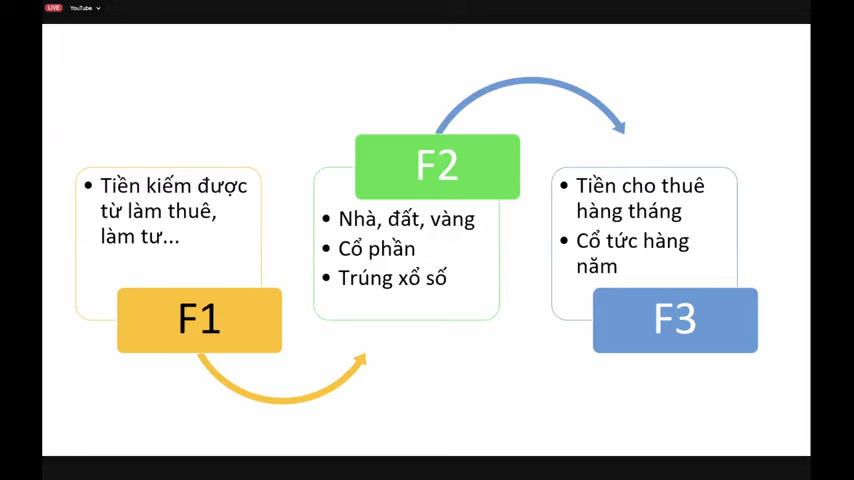 LIVE YouTube
F2
• Tiền kiếm được
từ làm thuê,
làm tư...
F1
• Nhà, đất, vàng
• Cổ phần
• Trúng xổ số
• Tiền cho thuê
hàng tháng
• Cổ tức hàng
năm
F3